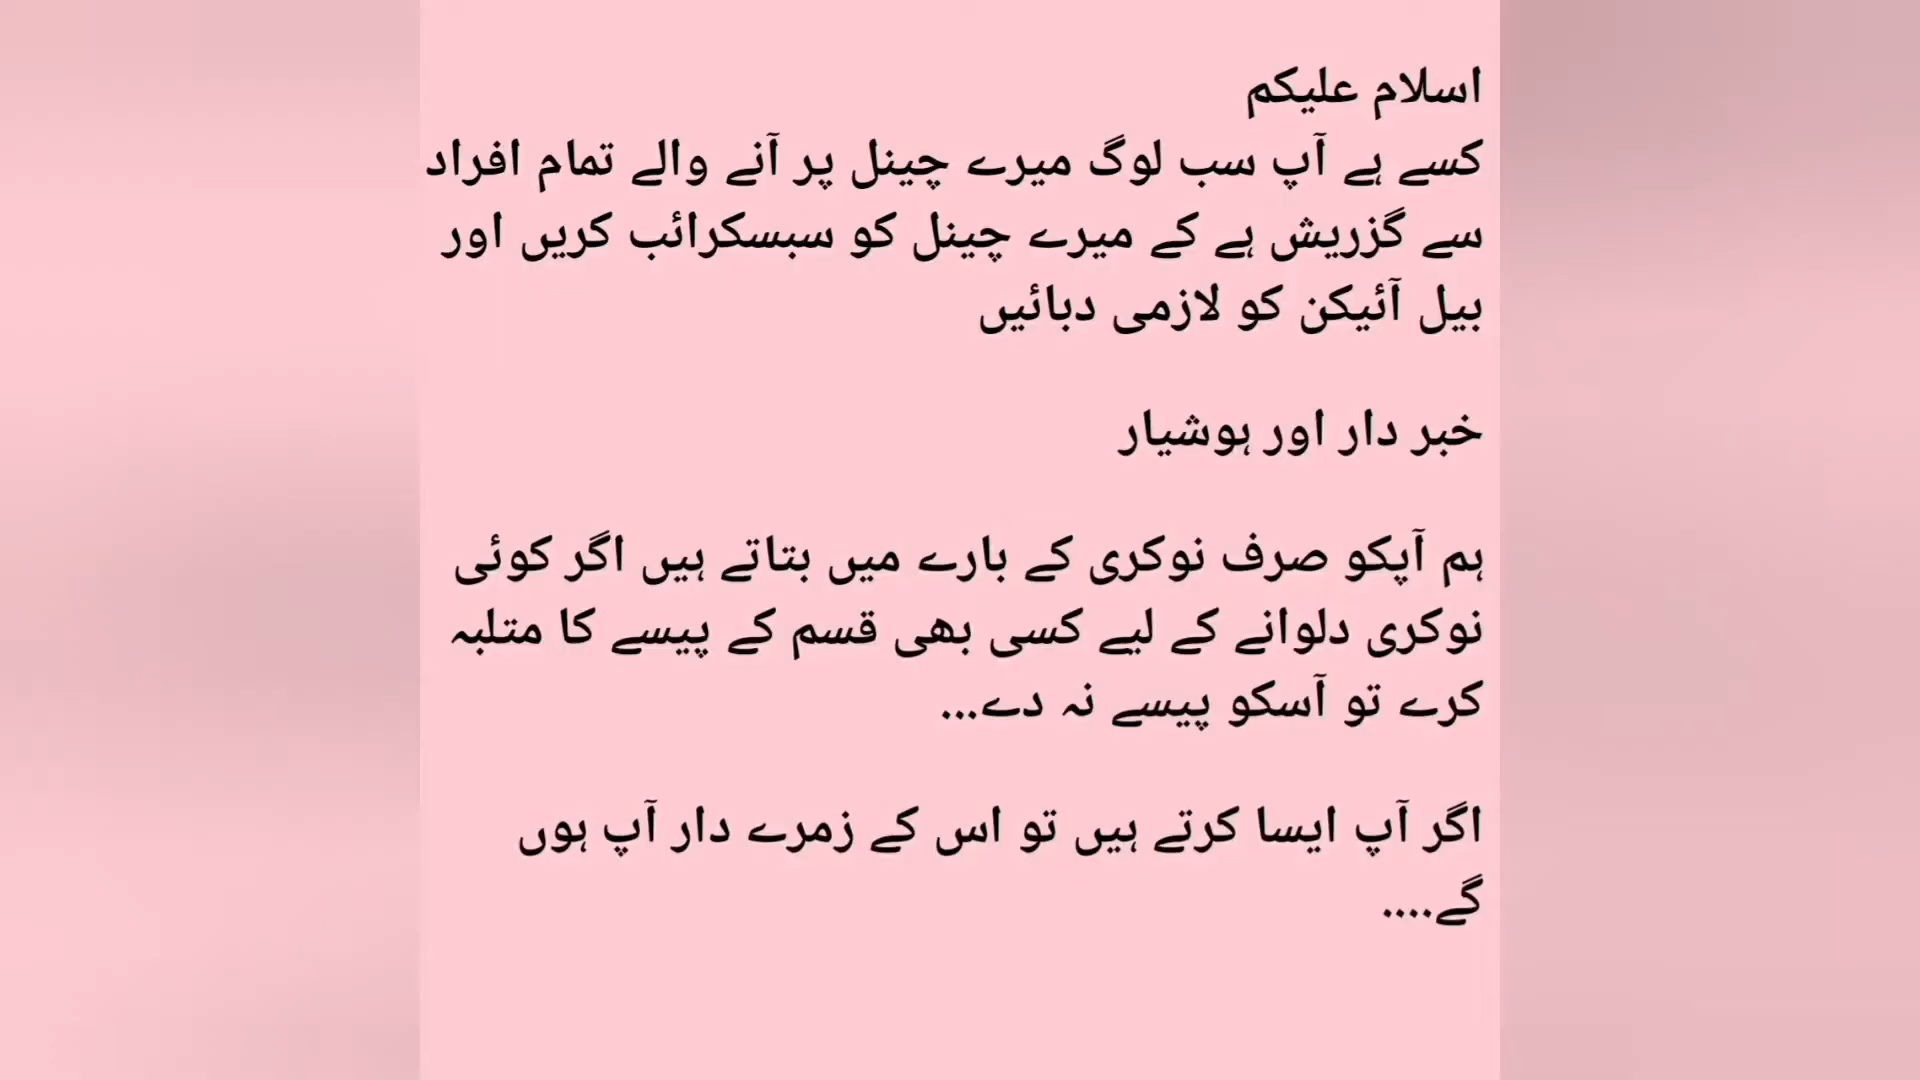 اسلام علیکم
کسے ہے آپ سب لوگ میرے چینل پر آنے والے تمام افراد
سے گزریش ہے کے میرے چینل کو سبسکرائب کریں اور
بیل آئیکن کو لازمی دبائیں
خبر دار اور ہوشیار
ہم آپکو صرف نوکری کے بارے میں بتاتے ہیں اگر کوئی
نوکری دلوانے کے لیے کسی بھی قسم کے پیسے کا متلبہ
کرے تو آسکو پیسے نہ دے...
اگر آپ ایسا کرتے ہیں تو اس کے زمرے دار آپ ہوں
گے....